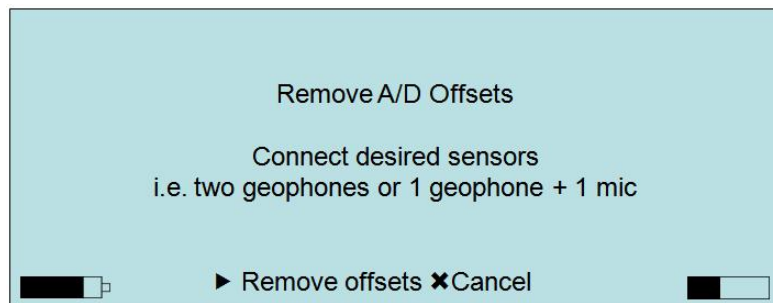 Remove A/D Offsets
Connect desired sensors
i.e. two geophones or 1 geophone + 1 mic
▶ Remove offsets ✖Cancel